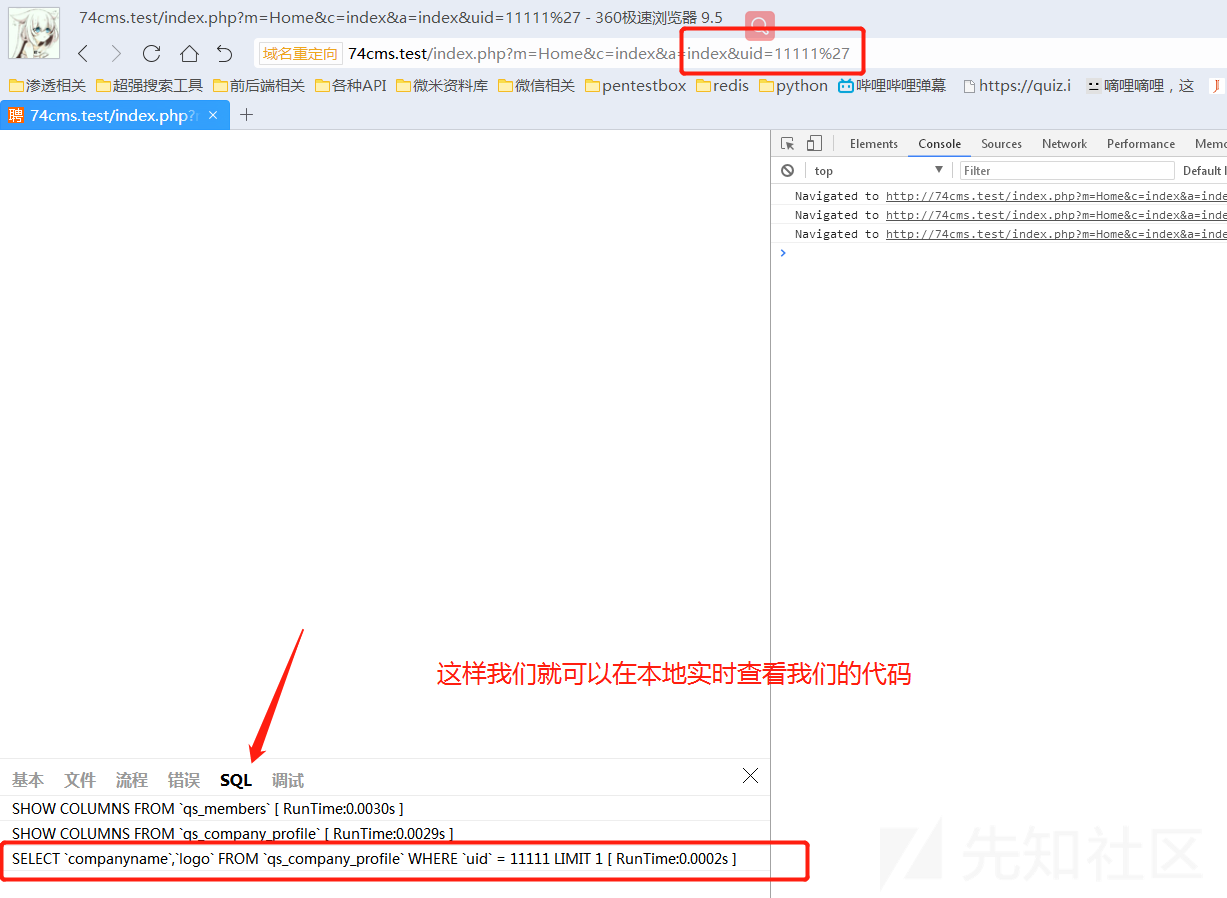 74cms.test/index.php?m=Home&c=index&a=index&uid=11111%27 - 360极速浏览器 9.5
域名重定向 74cms.test/index.php?m=Home&c=index&a=index&uid=11111%27
渗透相关 超强搜索工具 前后端相关 各种API 微米资料库 微信相关 pentestbox redis python 哔哩哔哩弹幕 https://quiz.i 嘀哩嘀哩，这
聘 74cms.test/index.php?
Elements Console Sources Network Performance Memo
top Filter Default l
Navigated to http://74cms.test/index.php?m=Home&c=index&a=inde
Navigated to http://74cms.test/index.php?m=Home&c=index&a=inde
Navigated to http://74cms.test/index.php?m=Home&c=index&a=inde
这样我们就可以在本地实时查看我们的代码
基本 文件 流程 错误 SQL 调试
SHOW COLUMNS FROM `qs_members` [ RunTime:0.0030s ]
SHOW COLUMNS FROM `qs_company_profile` [ RunTime:0.0029s ]
SELECT `companyname`,`logo` FROM `qs_company_profile` WHERE `uid` = 11111 LIMIT 1 [ RunTime:0.0002s ]
先知社区